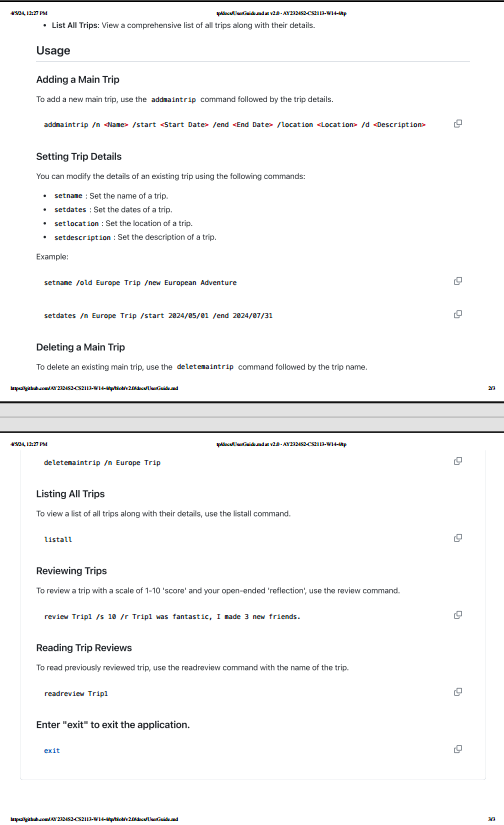 4/5/24, 12:27 PM tp/docs/UserGuide.md at v2.0 · AY2324S2-CS2113-W14-4/tp
• List All Trips: View a comprehensive list of all trips along with their details.
Usage
Adding a Main Trip
To add a new main trip, use the addmaintrip command followed by the trip details.
addmaintrip /n <Name> /start <Start Date> /end <End Date> /location <Location> /d <Description>
Setting Trip Details
You can modify the details of an existing trip using the following commands:
• setname : Set the name of a trip.
• setdates : Set the dates of a trip.
• setlocation : Set the location of a trip.
• setdescription : Set the description of a trip.
Example:
setname /old Europe Trip /new European Adventure
setdates /n Europe Trip /start 2024/05/01 /end 2024/07/31
Deleting a Main Trip
To delete an existing main trip, use the deletemaintrip command followed by the trip name.
https://github.com/AY2324S2-CS2113-W14-4/tp/blob/v2.0/docs/UserGuide.md 2/3
4/5/24, 12:27 PM tp/docs/UserGuide.md at v2.0 · AY2324S2-CS2113-W14-4/tp
deletemaintrip /n Europe Trip
Listing All Trips
To view a list of all trips along with their details, use the listall command.
listall
Reviewing Trips
To review a trip with a scale of 1-10 'score' and your open-ended 'reflection', use the review command.
review Trip1 /s 10 /r Trip1 was fantastic, I made 3 new friends.
Reading Trip Reviews
To read previously reviewed trip, use the readreview command with the name of the trip.
readreview Trip1
Enter "exit" to exit the application.
exit
https://github.com/AY2324S2-CS2113-W14-4/tp/blob/v2.0/docs/UserGuide.md 3/3